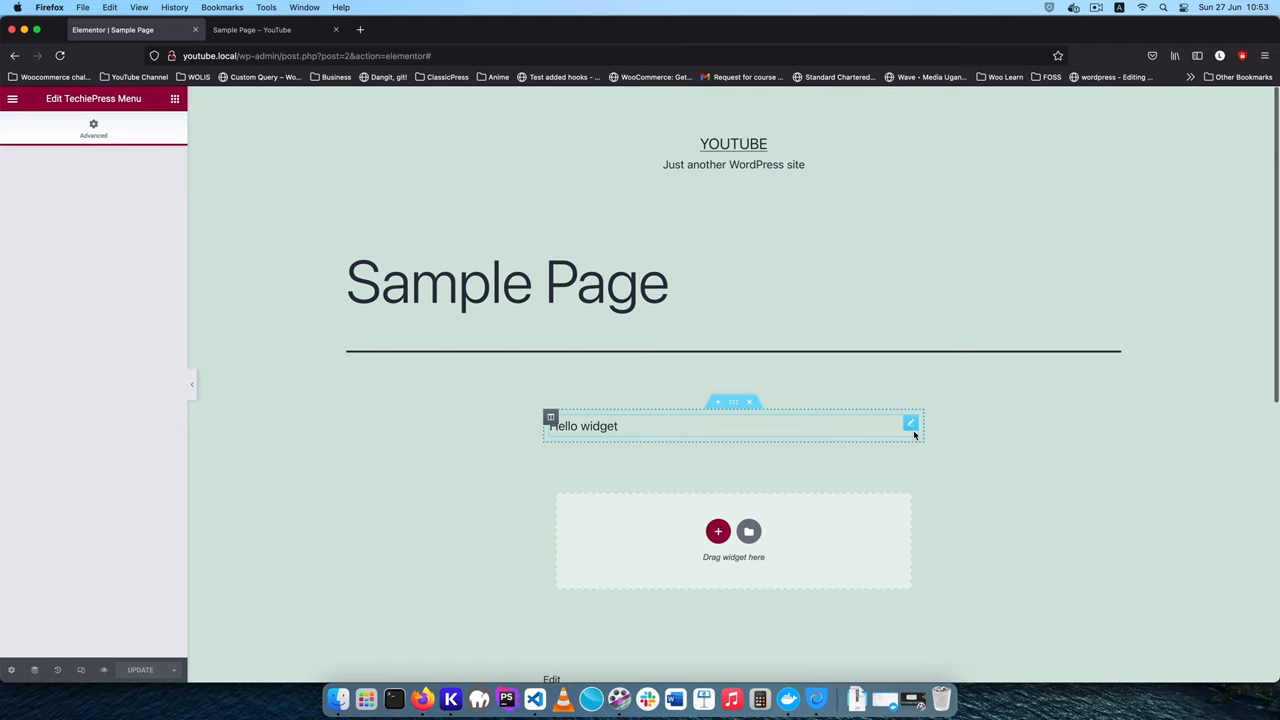 Firefox File Edit View History Bookmarks Tools Window Help A Sun 27 Jun 10:53
Elementor | Sample Page Sample Page – YouTube
youtube.local/wp-admin/post.php?post=2&action=elementor#
Woocommerce chal... YouTube Channel WOLIS Custom Query – Wo... Business Dangit, git! ClassicPress Anime Test added hooks - ... WooCommerce: Get... Request for course ... Standard Chartered... Wave • Media Ugan... Woo Learn FOSS wordpress - Editing ... Other Bookmarks
Edit TechiePress Menu
Advanced
YOUTUBE
Just another WordPress site
Sample Page
Hello widget
Drag widget here
Edit
UPDATE